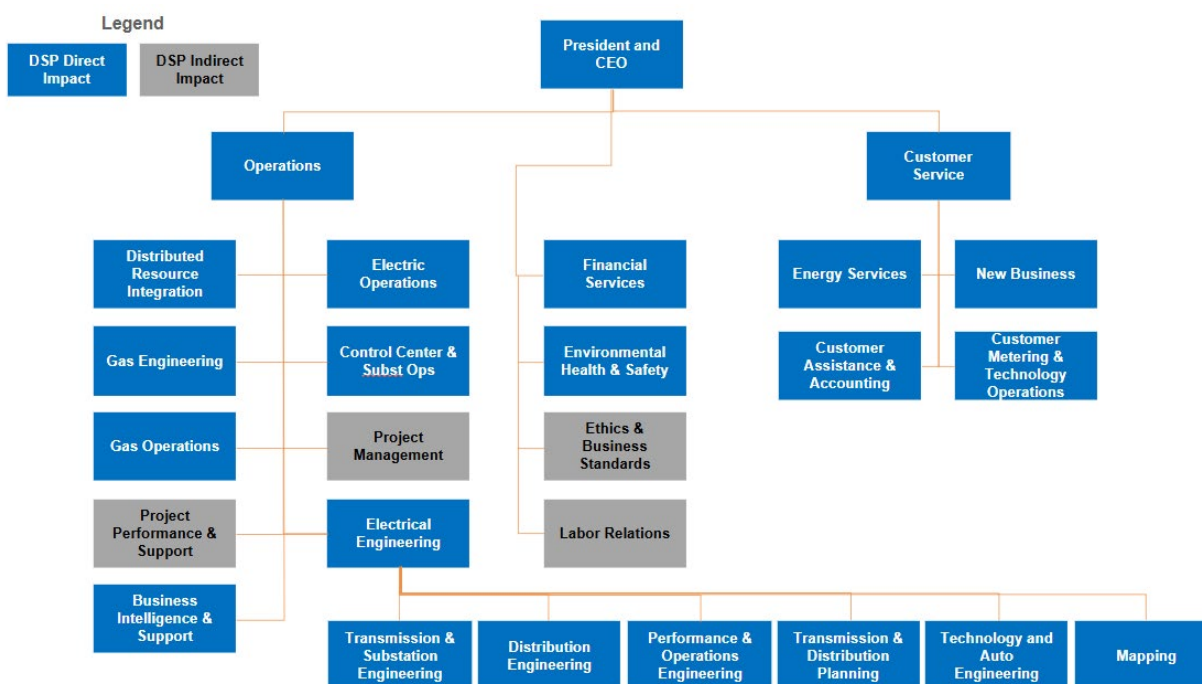 Legend
DSP Direct
Impact
DSP Indirect
Impact
President and
CEO
Operations
Customer
Service
Distributed
Resource
Integration
Electric
Operations
Financial
Services
Energy Services
New Business
Gas Engineering
Control Center &
Subst Ops
Environmental
Health & Safety
Customer
Assistance &
Accounting
Customer
Metering &
Technology
Operations
Gas Operations
Project
Management
Ethics &
Business
Standards
Project
Performance &
Support
Electrical
Engineering
Labor Relations
Business
Intelligence &
Support
Transmission &
Substation
Engineering
Distribution
Engineering
Performance &
Operations
Engineering
Transmission &
Distribution
Planning
Technology and
Auto
Engineering
Mapping